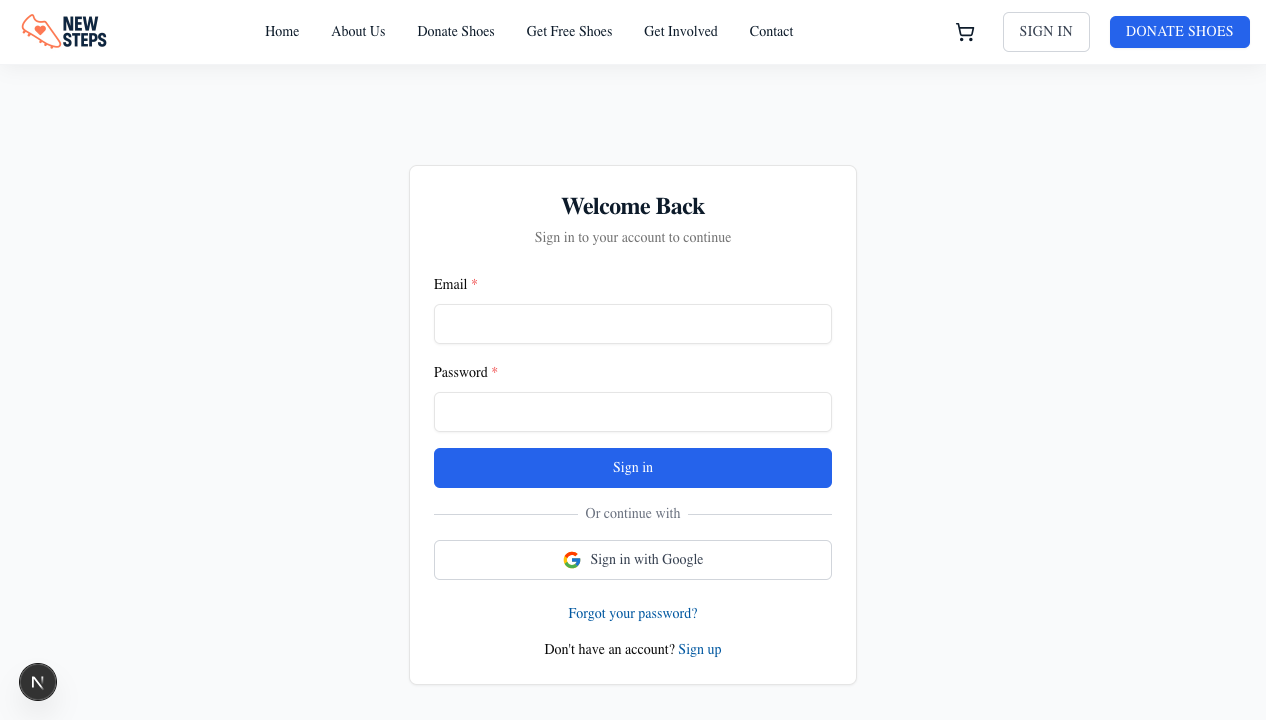 NEW
STEPS
Home
About Us
Donate Shoes
Get Free Shoes
Get Involved
Contact
SIGN IN
DONATE SHOES
Welcome Back
Sign in to your account to continue
Email *
Password *
Sign in
Or continue with
Sign in with Google
Forgot your password?
Don't have an account? Sign up
N